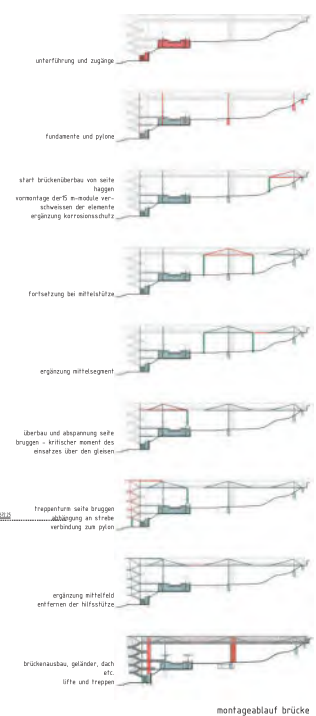 unterführung und zugänge
fundamente und pylone
start brückenüberbau von seite
haggen
vormontage der15 m-module ver-
schweissen der elemente
ergänzung korrosionsschutz
fortsetzung bei mittelstütze
ergänzung mittelsegment
überbau und abspannung seite
bruggen - kritischer moment des
einsatzes über den gleisen
treppenturm seite bruggen
abhängung an strebe
verbindung zum pylon
ergänzung mittelfeld
entfernen der hilfsstütze
brückenausbau, geländer, dach
etc.
lifte und treppen
montageablauf brücke